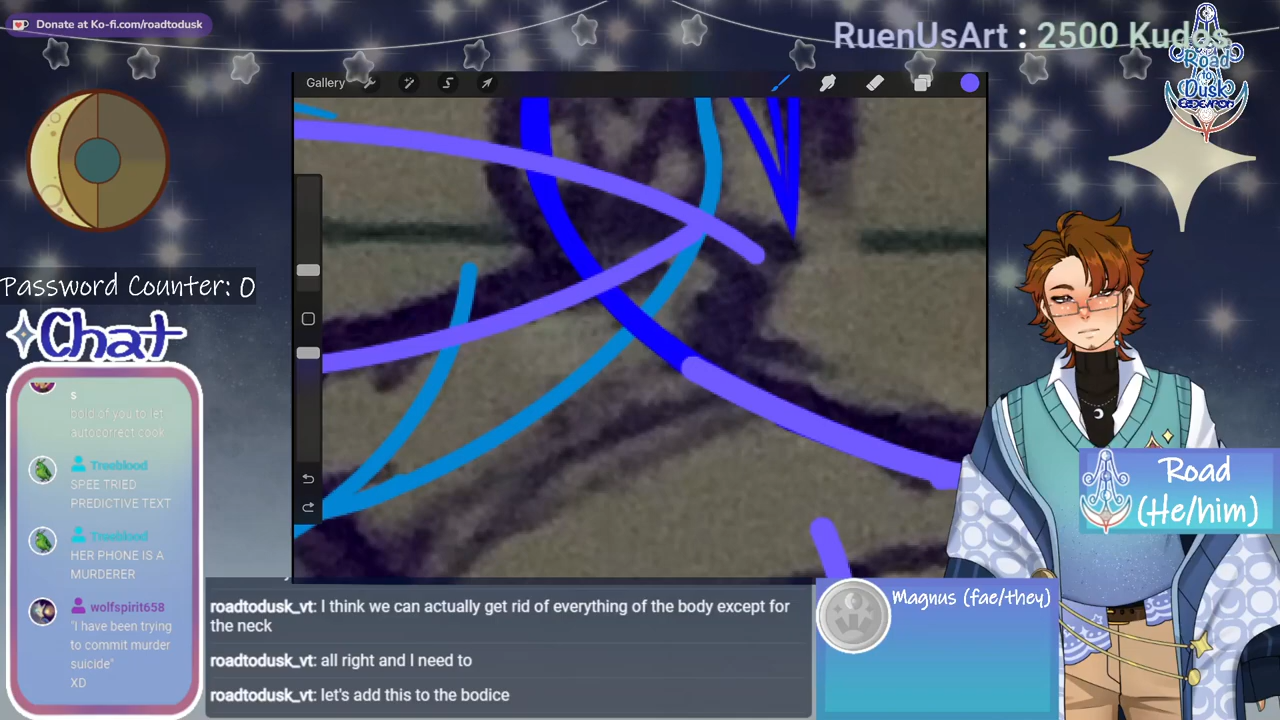 Donate at Ko-fi.com/roadtodusk
RuenUsArt : 2500 Kudos
Road
to
Dusk
Gallery
Password Counter: 0
Chat
s
bold of you to let
autocorrect cook
Treeblood
SPEE TRIED
PREDICTIVE TEXT
Treeblood
HER PHONE IS A
MURDERER
wolfspirit658
"I have been trying
to commit murder
suicide"
XD
roadtodusk_vt: I think we can actually get rid of everything of the body except for
the neck
roadtodusk_vt: all right and I need to
roadtodusk_vt: let's add this to the bodice
Magnus (fae/they)
Road
(He/him)